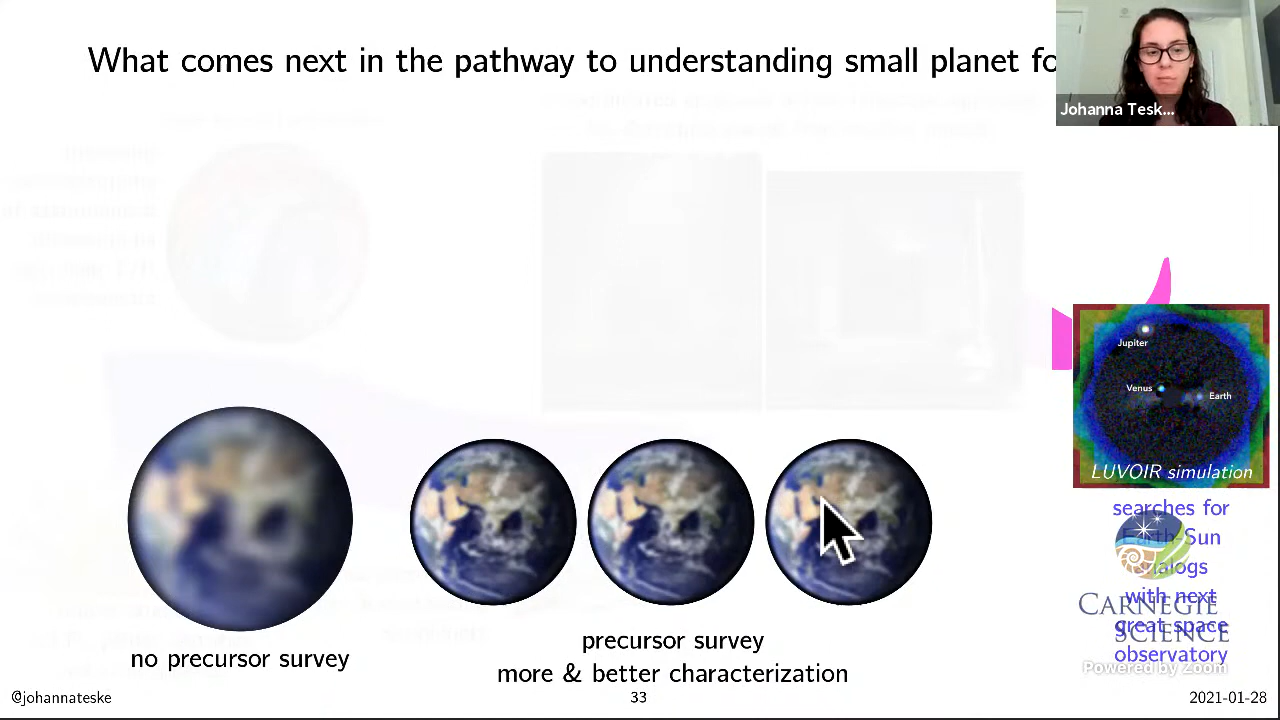 What comes next in the pathway to understanding small planet fo
Johanna Tesk...
Jupiter
Venus
Earth
LUVOIR simulation
searches for
Earth-Sun
with next
great space
observatory
CARNEGIE
SCIENCE
Powered by Zoom
no precursor survey
precursor survey
more & better characterization
@johannateske
33
2021-01-28